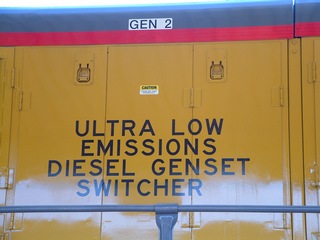 GEN 2
CAUTION
ULTRA LOW
EMISSIONS
DIESEL GENSET
SWITCHER